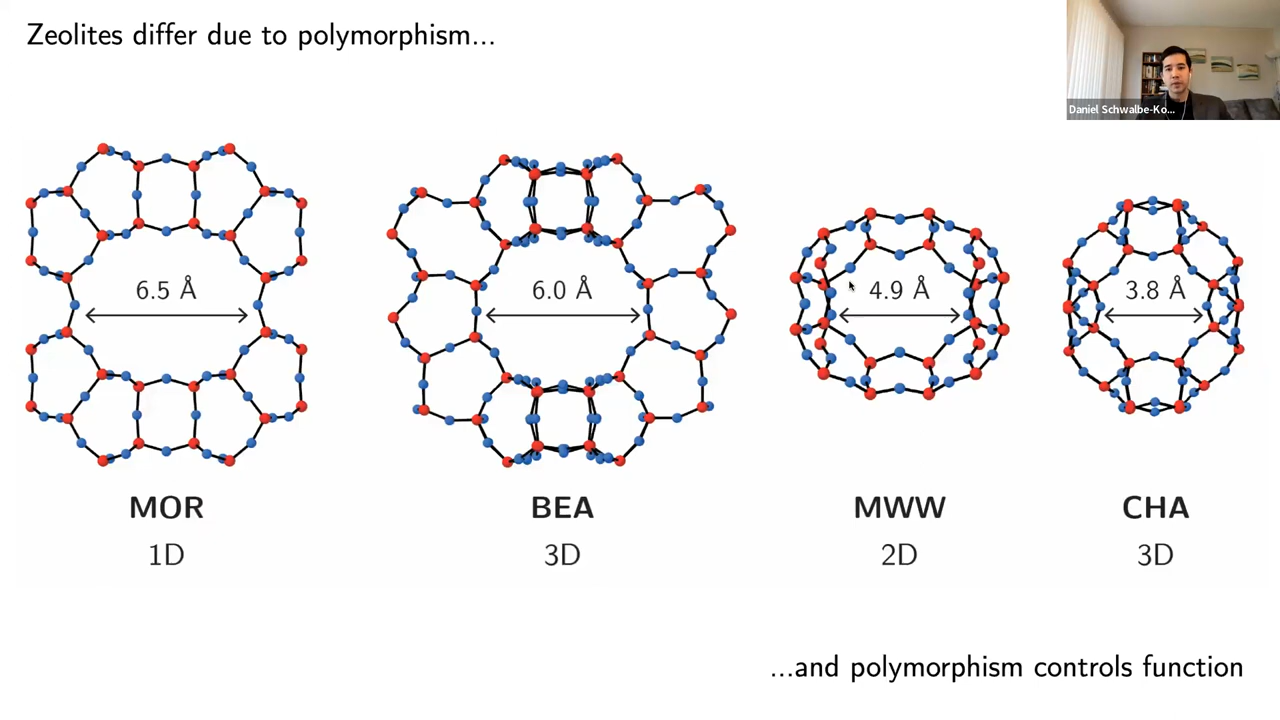 Zeolites differ due to polymorphism...
Daniel Schwalbe-Ko...
6.5 Å
6.0 Å
4.9 Å
3.8 Å
MOR
BEA
MWW
CHA
1D
3D
2D
3D
...and polymorphism controls function